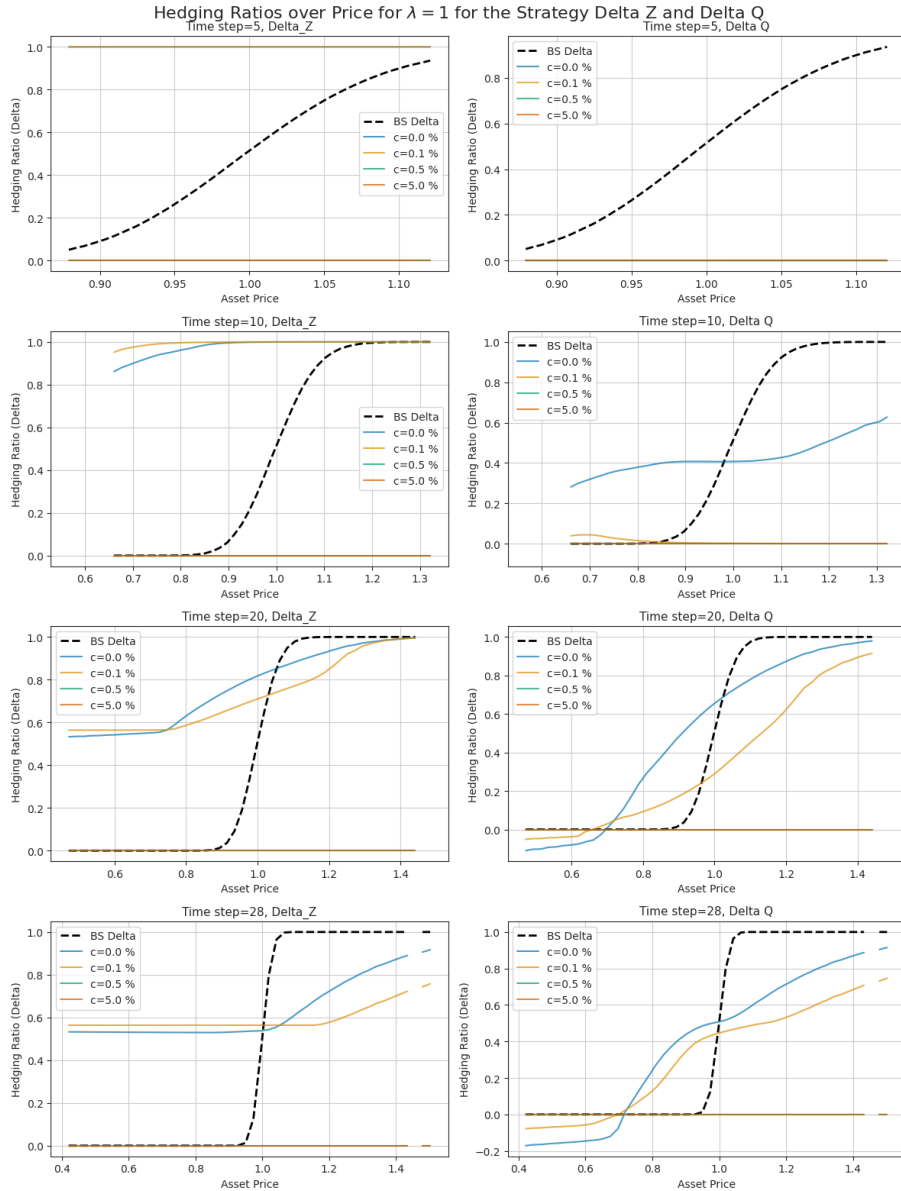 Hedging Ratios over Price for λ = 1 for the Strategy Delta Z and Delta Q
Time step=5, Delta_Z
Hedging Ratio (Delta)
1.0
0.8
0.6
0.4
0.2
0.0
BS Delta
c=0.0 %
c=0.1 %
c=0.5 %
c=5.0 %
0.90 0.95 1.00 1.05 1.10
Asset Price
Time step=5, Delta Q
Hedging Ratio (Delta)
0.8
0.6
0.4
0.2
0.0
BS Delta
c=0.0 %
c=0.1 %
c=0.5 %
c=5.0 %
0.90 0.95 1.00 1.05 1.10
Asset Price
Time step=10, Delta_Z
Hedging Ratio (Delta)
1.0
0.8
0.6
0.4
0.2
0.0
BS Delta
c=0.0 %
c=0.1 %
c=0.5 %
c=5.0 %
0.6 0.7 0.8 0.9 1.0 1.1 1.2 1.3
Asset Price
Time step=10, Delta Q
Hedging Ratio (Delta)
1.0
0.8
0.6
0.4
0.2
0.0
BS Delta
c=0.0 %
c=0.1 %
c=0.5 %
c=5.0 %
0.6 0.7 0.8 0.9 1.0 1.1 1.2 1.3
Asset Price
Time step=20, Delta_Z
Hedging Ratio (Delta)
1.0
0.8
0.6
0.4
0.2
0.0
BS Delta
c=0.0 %
c=0.1 %
c=0.5 %
c=5.0 %
0.6 0.8 1.0 1.2 1.4
Asset Price
Time step=20, Delta Q
Hedging Ratio (Delta)
1.0
0.8
0.6
0.4
0.2
0.0
BS Delta
c=0.0 %
c=0.1 %
c=0.5 %
c=5.0 %
0.6 0.8 1.0 1.2 1.4
Asset Price
Time step=28, Delta_Z
Hedging Ratio (Delta)
1.0
0.8
0.6
0.4
0.2
0.0
BS Delta
c=0.0 %
c=0.1 %
c=0.5 %
c=5.0 %
0.4 0.6 0.8 1.0 1.2 1.4
Asset Price
Time step=28, Delta Q
Hedging Ratio (Delta)
1.0
0.8
0.6
0.4
0.2
0.0
−0.2
BS Delta
c=0.0 %
c=0.1 %
c=0.5 %
c=5.0 %
0.4 0.6 0.8 1.0 1.2 1.4
Asset Price